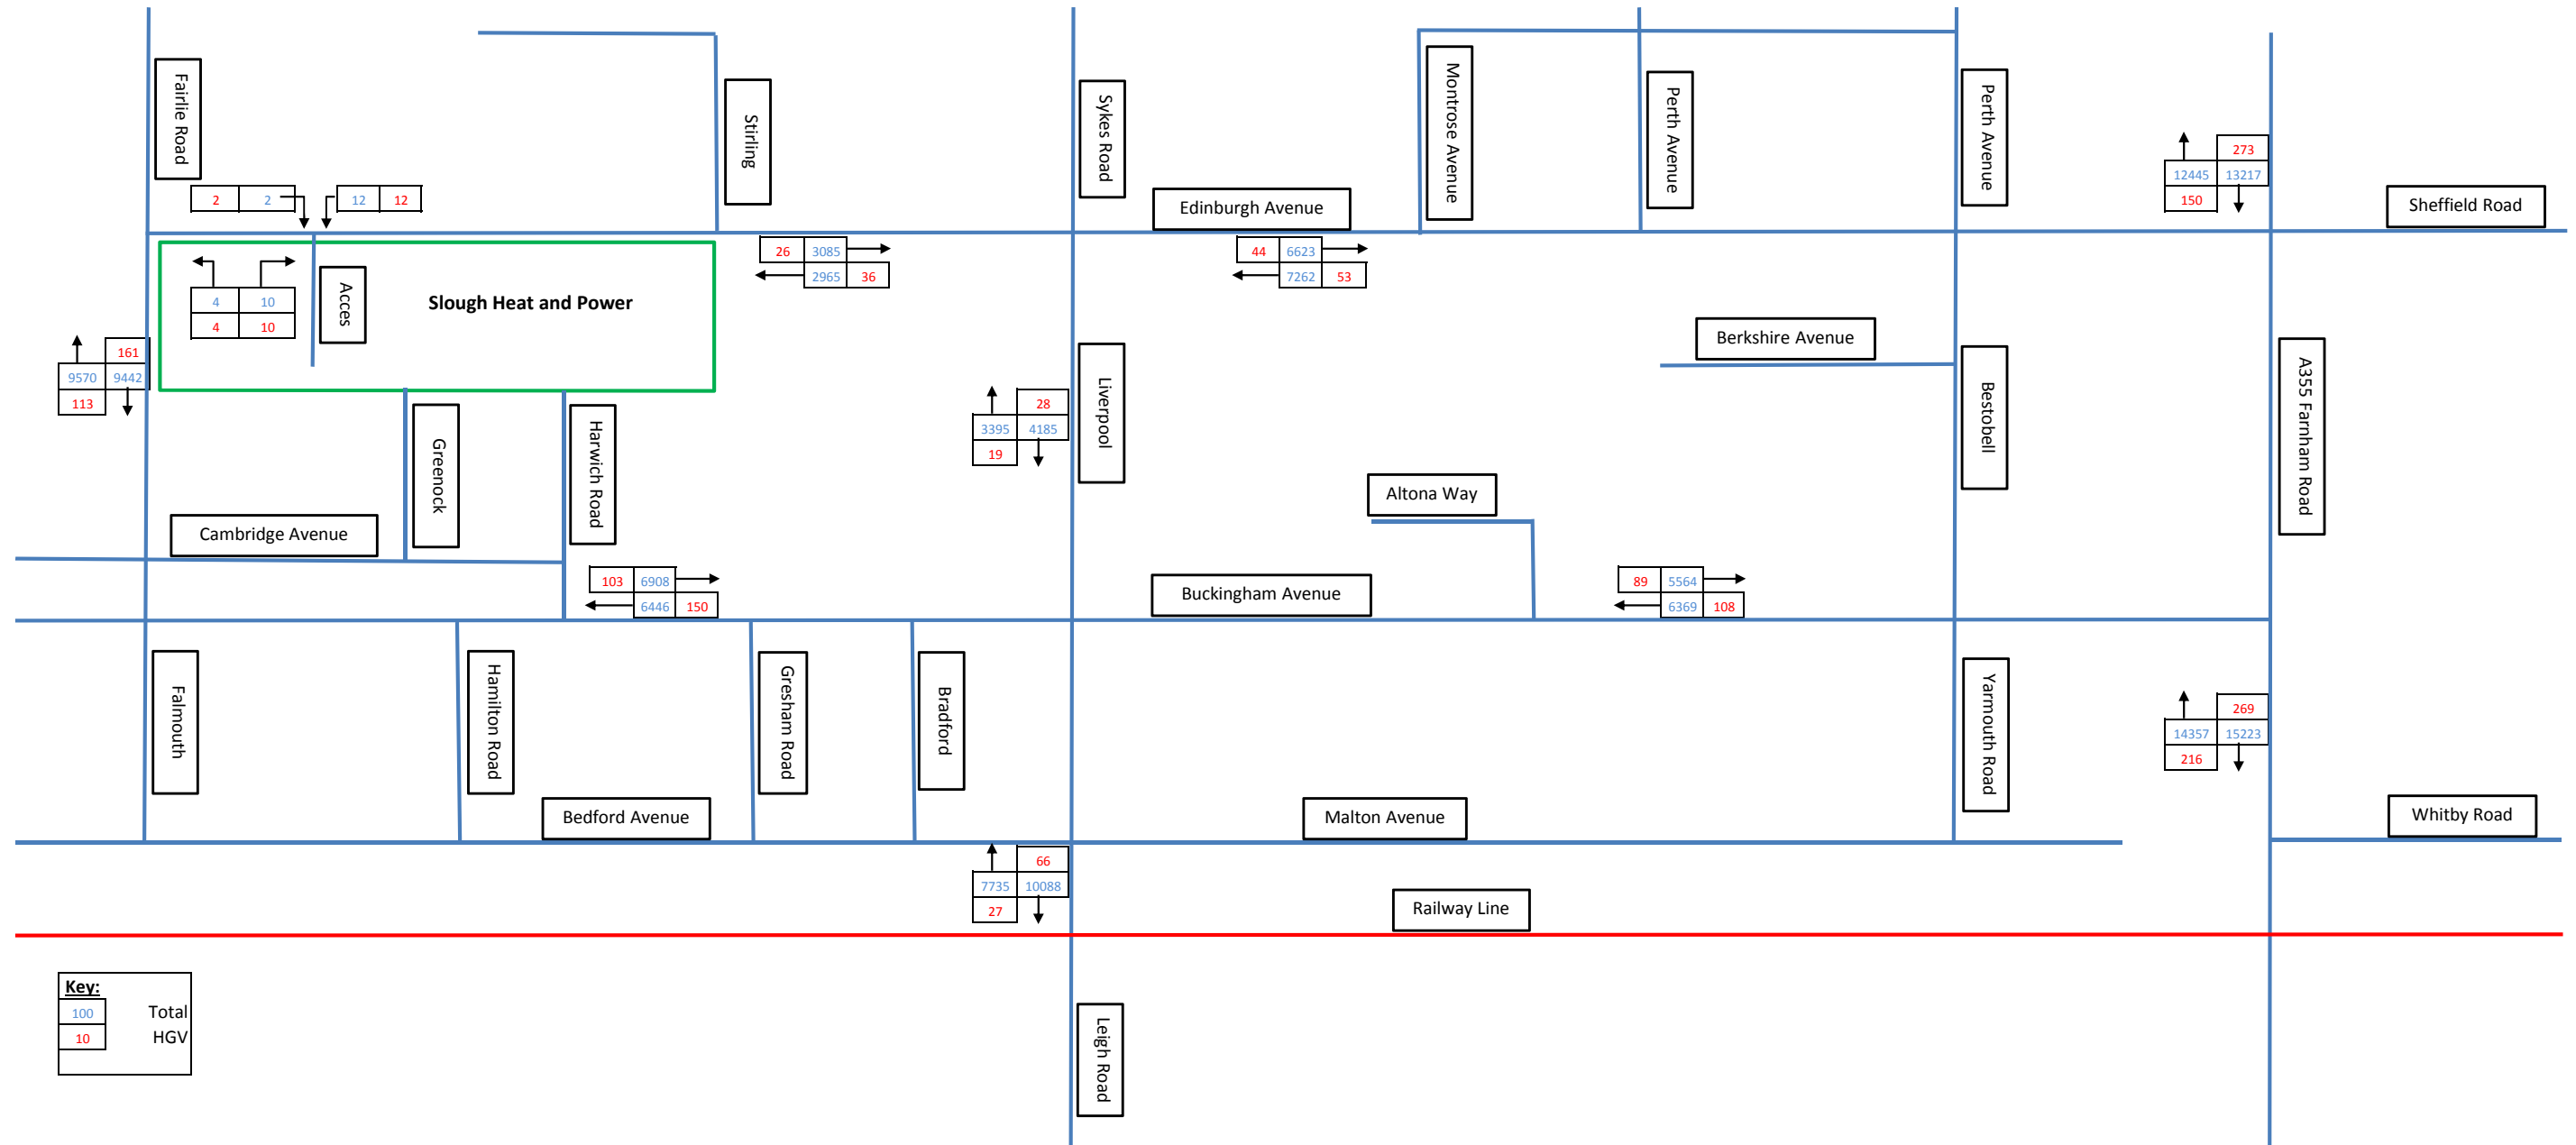 Fairlie Road
Stirling
Sykes Road
Montrose Avenue
Perth Avenue
Perth Avenue
273
12445 13217
150
Sheffield Road
2 2
12 12
Edinburgh Avenue
26 3085
2965 36
44 6623
7262 53
4 10
4 10
Acces
Slough Heat and Power
Berkshire Avenue
161
9570 9442
113
Liverpool
Bestobell
A355 Farnham Road
28
3395 4185
19
Greenock
Harwich Road
Altona Way
Cambridge Avenue
103 6908
6446 150
Buckingham Avenue
89 5564
6369 108
Falmouth
Hamilton Road
Gresham Road
Bradford
Yarmouth Road
269
14357 15223
216
Bedford Avenue
Malton Avenue
Whitby Road
66
7735 10088
27
Railway Line
Key:
100 Total
10 HGV
Leigh Road